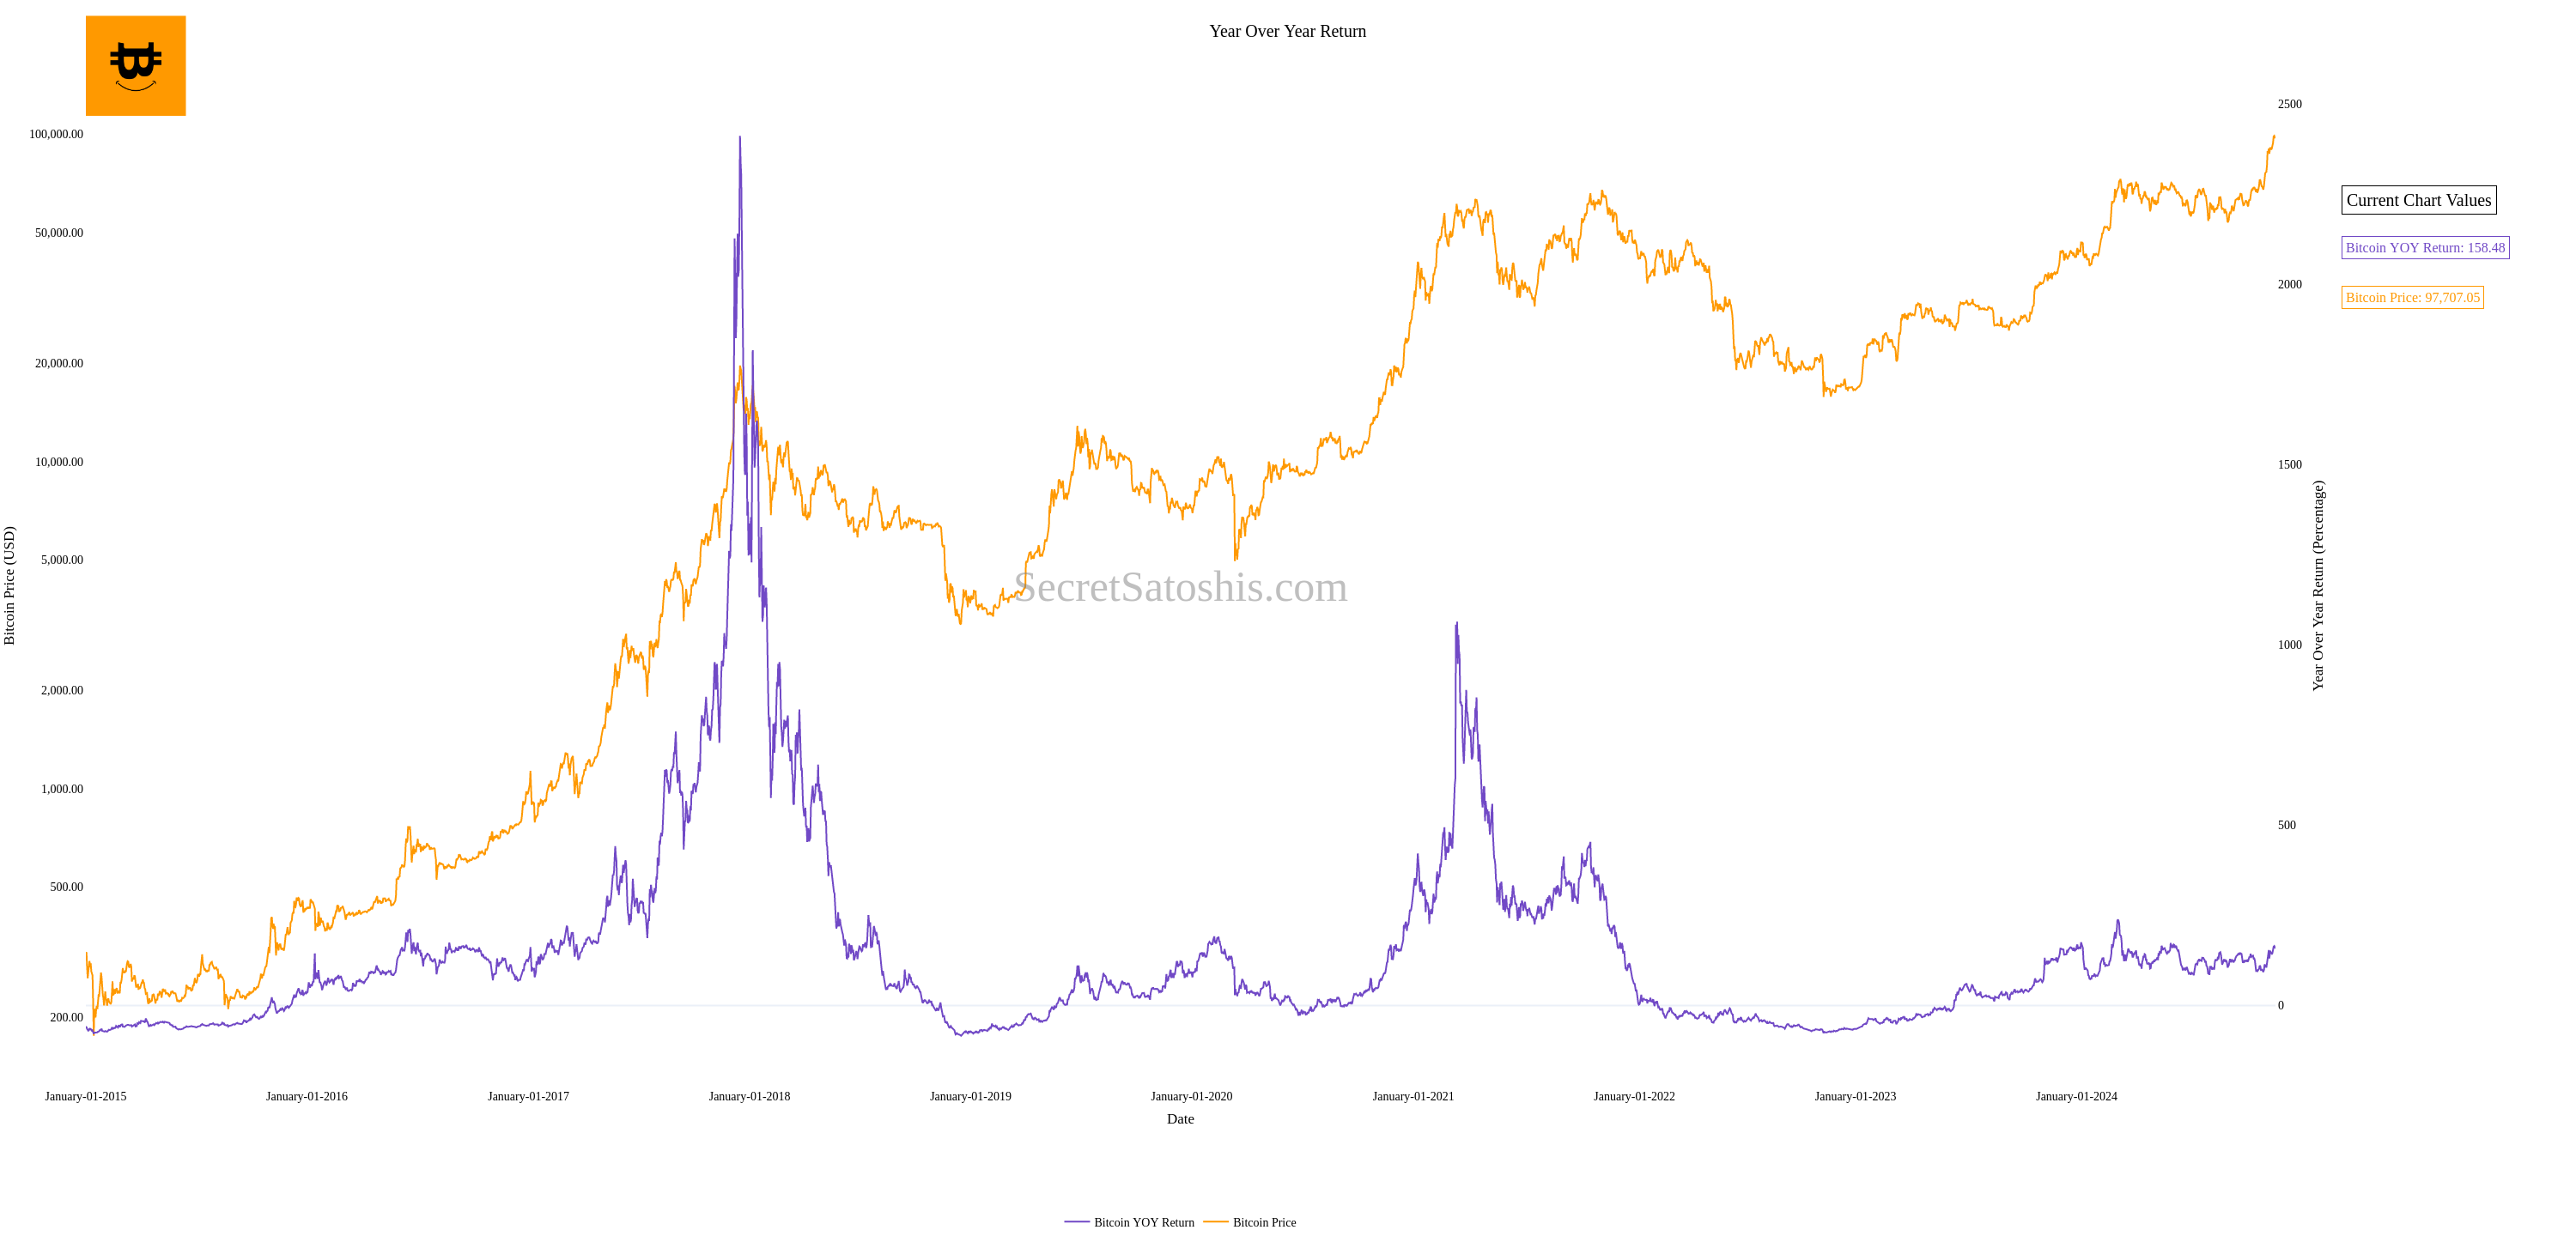 Year Over Year Return
2500
100,000.00
Current Chart Values
50,000.00
Bitcoin YOY Return: 158.48
2000
Bitcoin Price: 97,707.05
20,000.00
10,000.00
1500
Bitcoin Price (USD)
Year Over Year Return (Percentage)
5,000.00
SecretSatoshis.com
1000
2,000.00
1,000.00
500
500.00
200.00
0
January-01-2015
January-01-2016
January-01-2017
January-01-2018
January-01-2019
January-01-2020
January-01-2021
January-01-2022
January-01-2023
January-01-2024
Date
Bitcoin YOY Return
Bitcoin Price